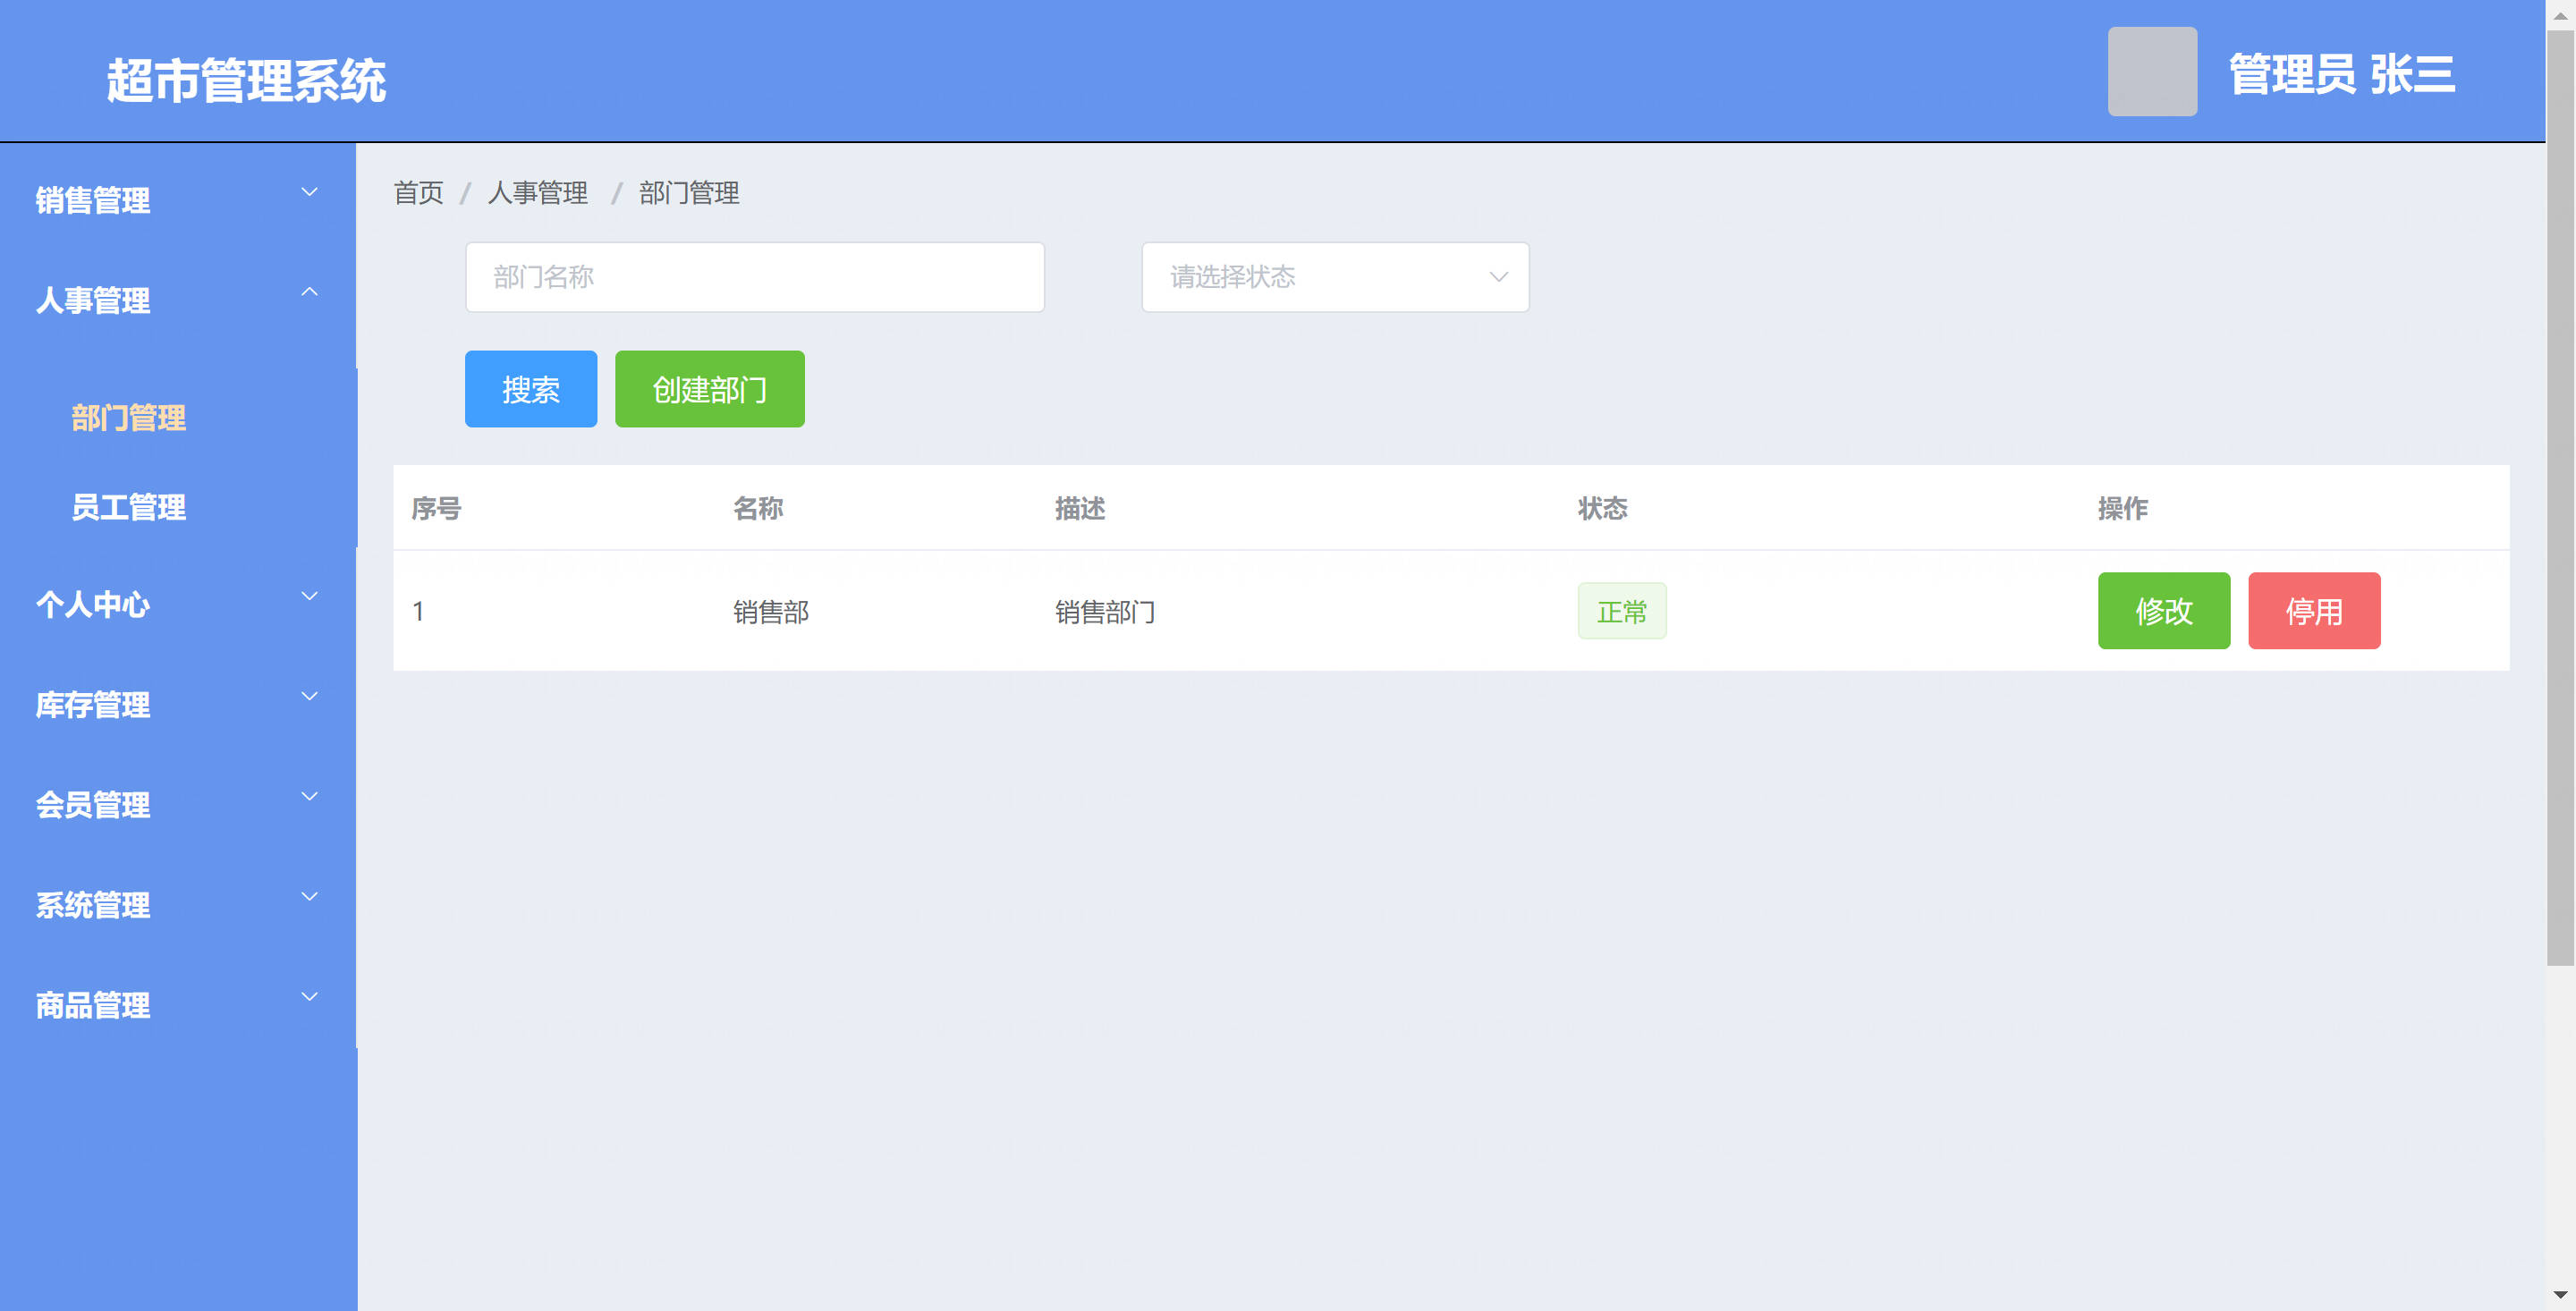 超市管理系统
管理员 张三
销售管理
人事管理
部门管理
员工管理
个人中心
库存管理
会员管理
系统管理
商品管理
首页 / 人事管理 / 部门管理
部门名称 请选择状态
搜索 创建部门
序号 名称 描述 状态 操作
1 销售部 销售部门 正常 修改 停用